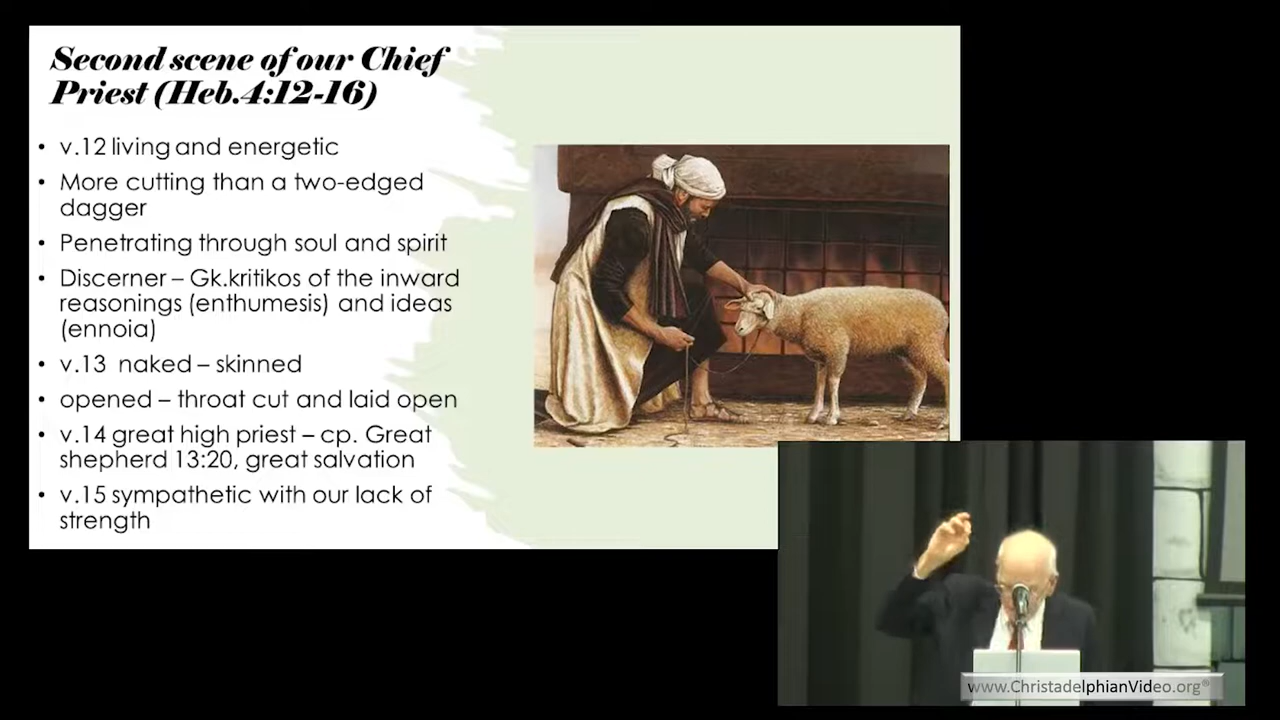 Second scene of our Chief
Priest (Heb.4:12-16)
• v.12 living and energetic
• More cutting than a two-edged
dagger
• Penetrating through soul and spirit
• Discerner – Gk.kritikos of the inward
reasonings (enthumesis) and ideas
(ennoia)
• v.13 naked – skinned
• opened – throat cut and laid open
• v.14 great high priest – cp. Great
shepherd 13:20, great salvation
• v.15 sympathetic with our lack of
strength
www.ChristadelphianVideo.org®